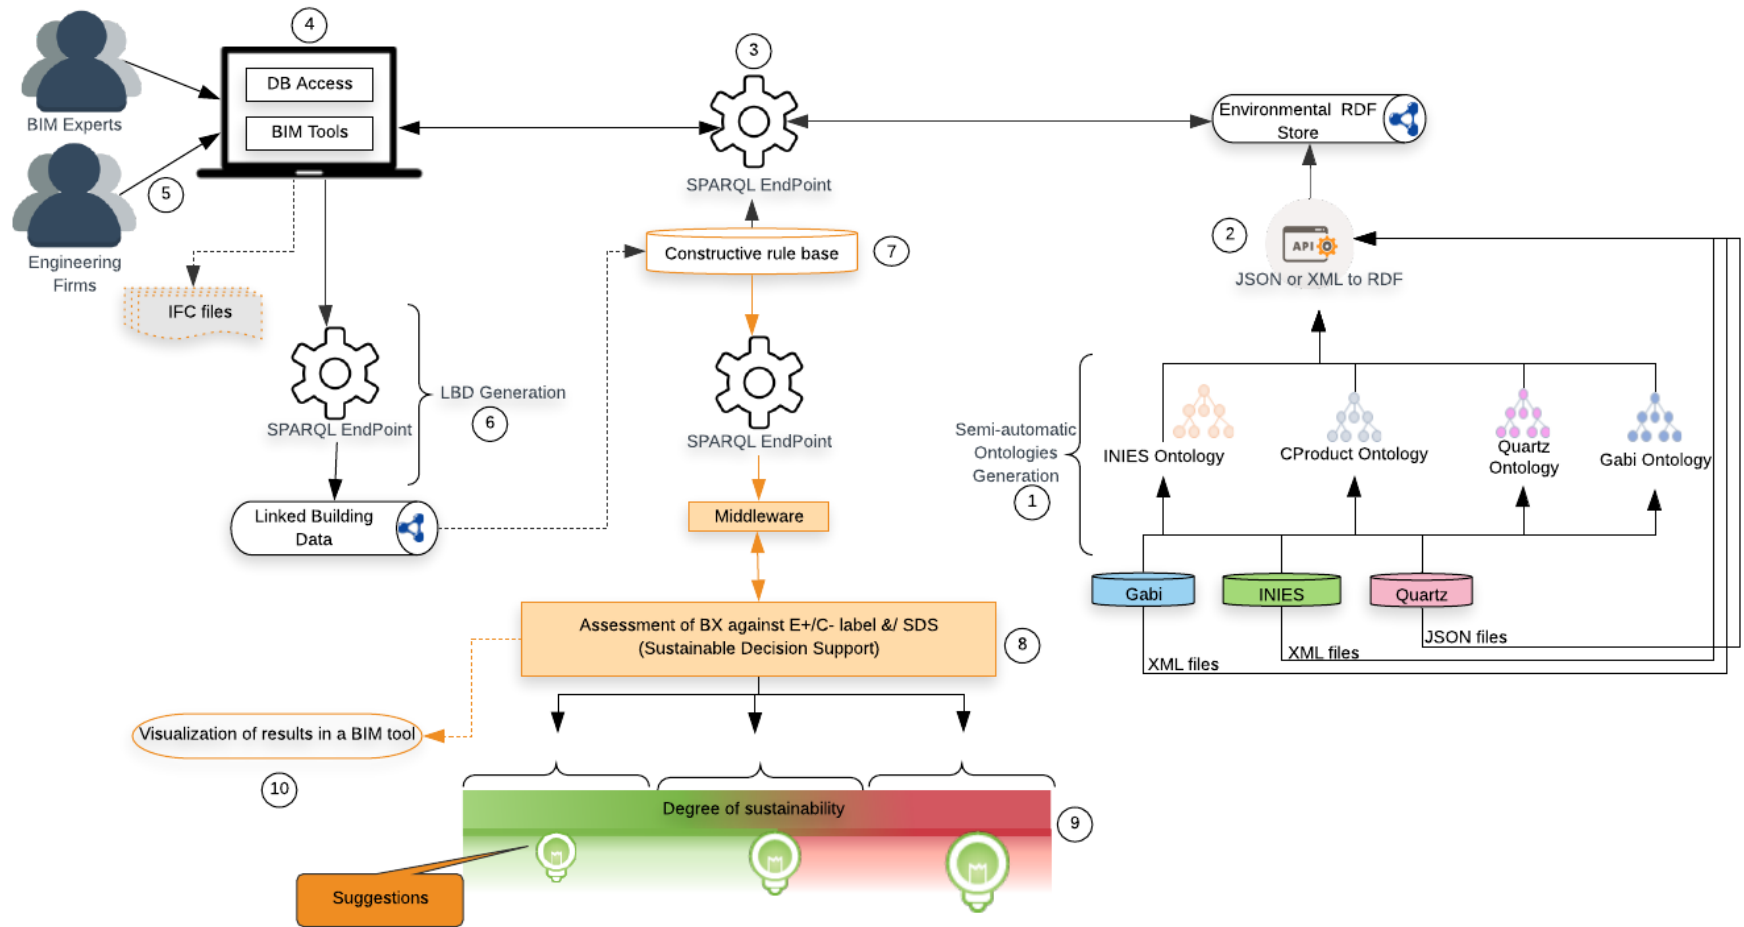 4
3
DB Access
BIM Tools
BIM Experts
5
Engineering
Firms
IFC files
SPARQL EndPoint
Environmental RDF
Store
2
API
JSON or XML to RDF
Constructive rule base
7
SPARQL EndPoint
LBD Generation
6
SPARQL EndPoint
Linked Building
Data
Middleware
Semi-automatic
Ontologies
Generation
1
INIES Ontology
CProduct Ontology
Quartz
Ontology
Gabi Ontology
Gabi
INIES
Quartz
JSON files
XML files
XML files
Assessment of BX against E+/C- label &/ SDS
(Sustainable Decision Support)
8
Visualization of results in a BIM tool
10
Degree of sustainability
9
Suggestions